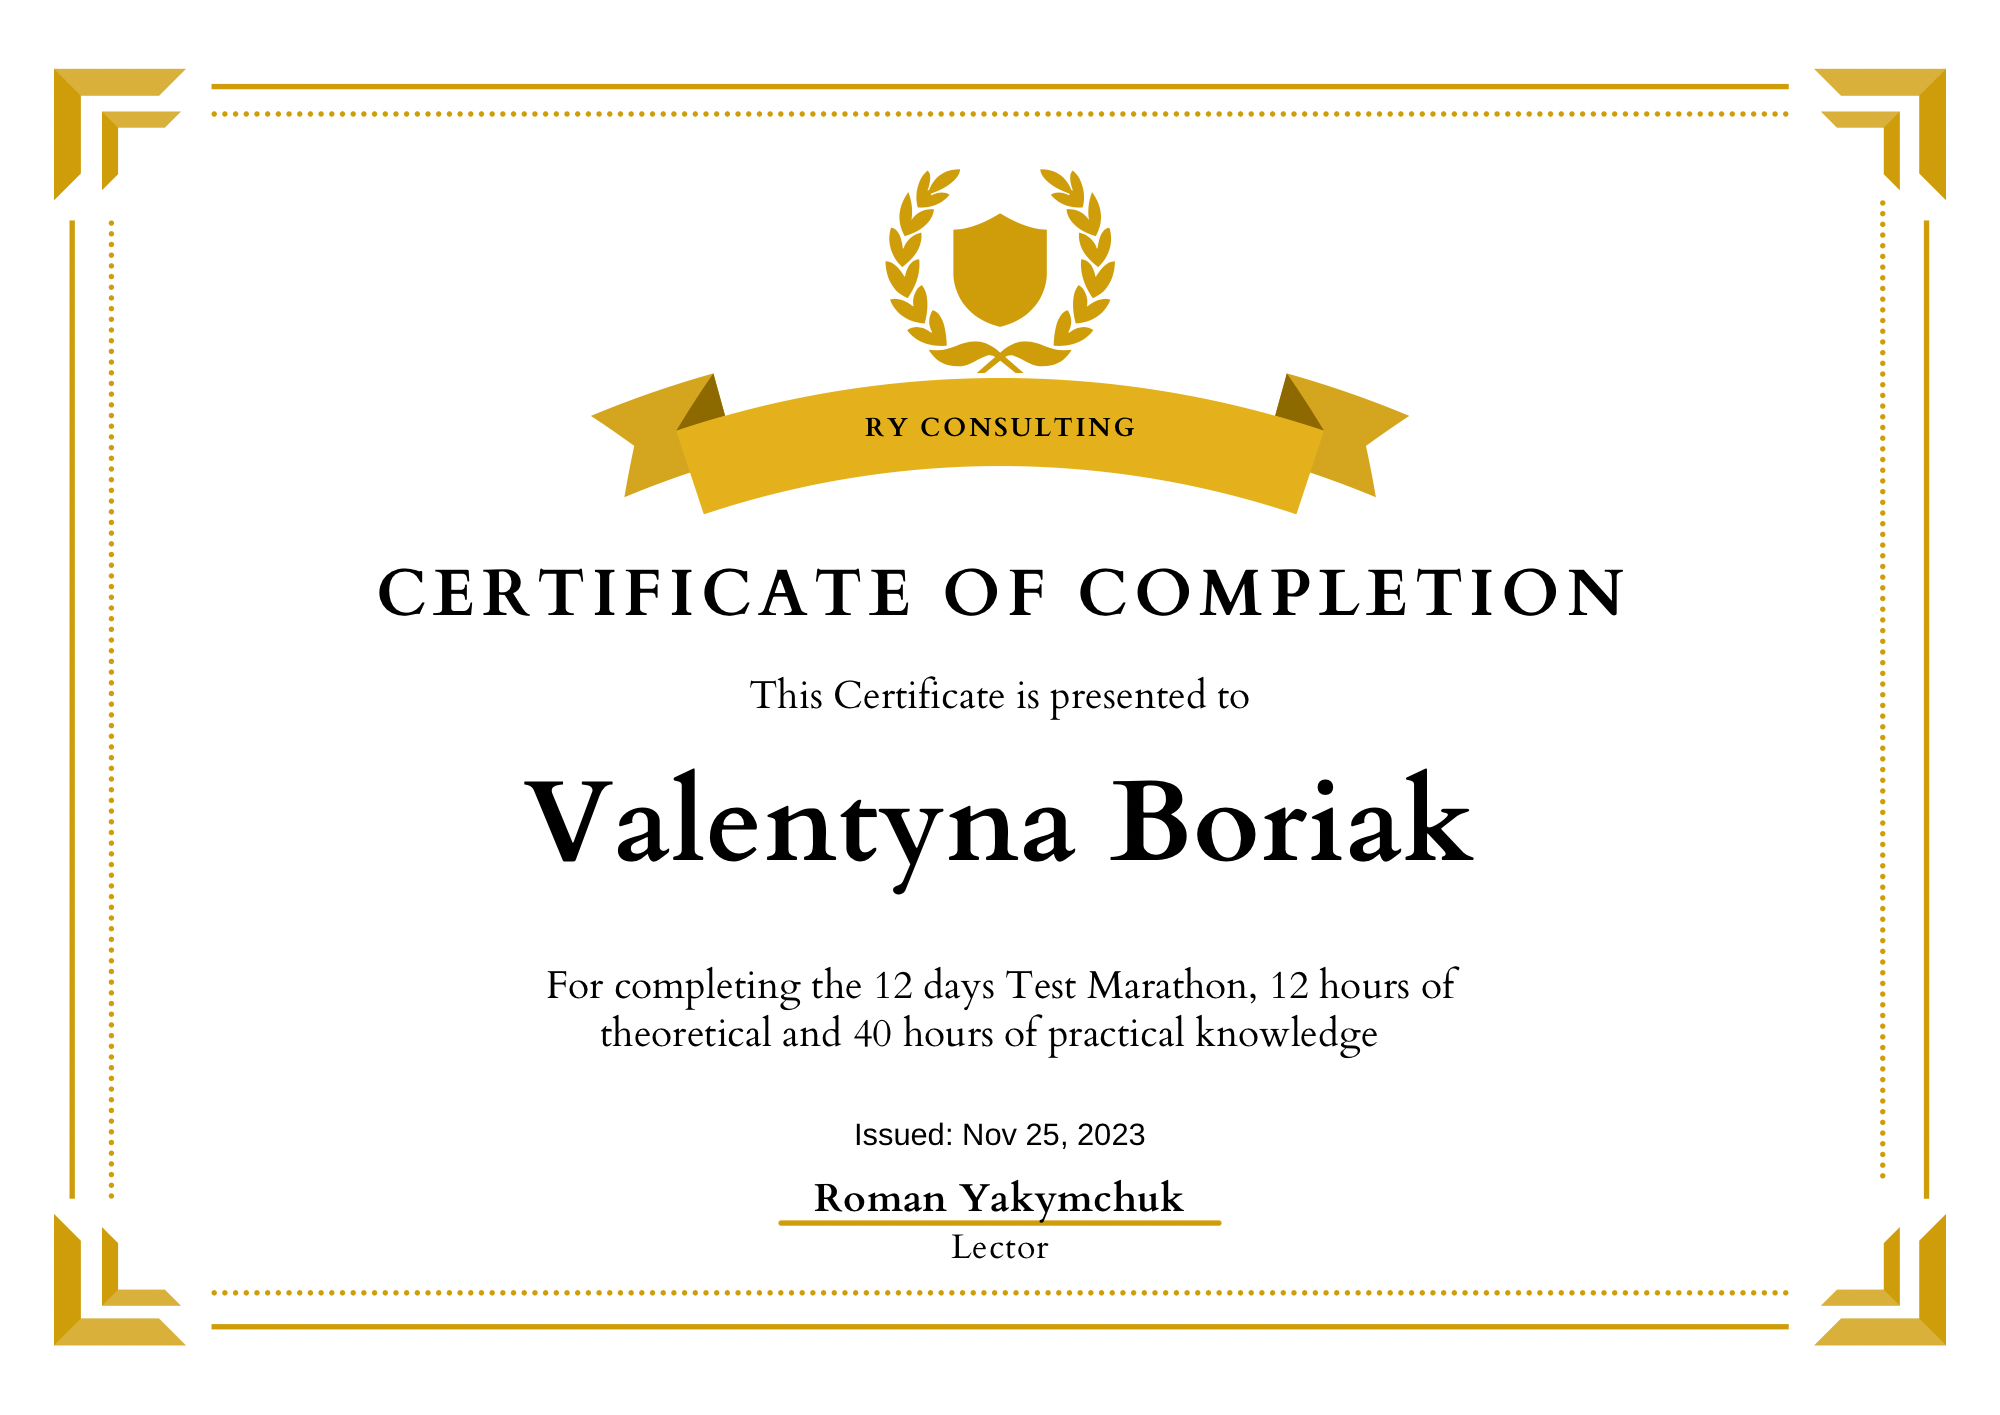 RY CONSULTING
CERTIFICATE OF COMPLETION
This Certificate is presented to
Valentyna Boriak
For completing the 12 days Test Marathon, 12 hours of
theoretical and 40 hours of practical knowledge
Issued: Nov 25, 2023
Roman Yakymchuk
Lector